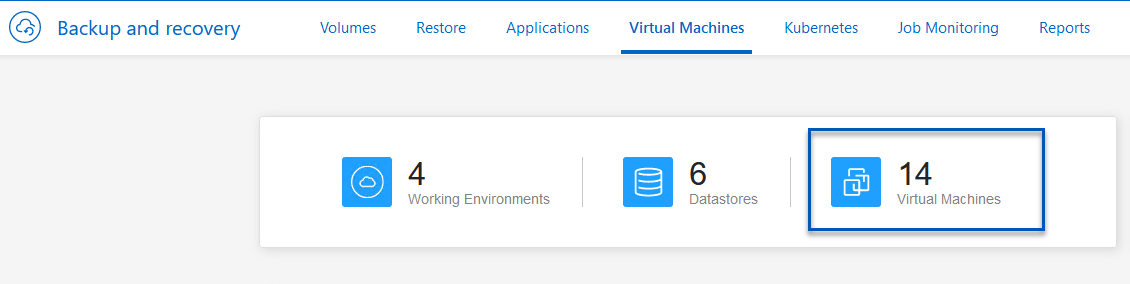 Backup and recovery Volumes Restore Applications Virtual Machines Kubernetes Job Monitoring Reports
4 6 14
Working Environments Datastores Virtual Machines